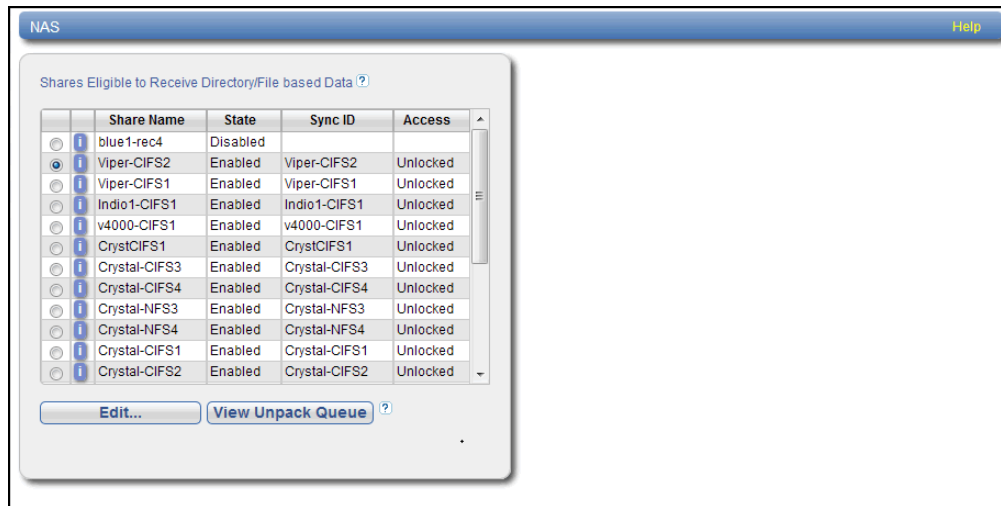 NAS Help
Shares Eligible to Receive Directory/File based Data ?
Share Name State Sync ID Access
i blue1-rec4 Disabled
i Viper-CIFS2 Enabled Viper-CIFS2 Unlocked
i Viper-CIFS1 Enabled Viper-CIFS1 Unlocked
i Indio1-CIFS1 Enabled Indio1-CIFS1 Unlocked
i v4000-CIFS1 Enabled v4000-CIFS1 Unlocked
i CrystCIFS1 Enabled CrystCIFS1 Unlocked
i Crystal-CIFS3 Enabled Crystal-CIFS3 Unlocked
i Crystal-CIFS4 Enabled Crystal-CIFS4 Unlocked
i Crystal-NFS3 Enabled Crystal-NFS3 Unlocked
i Crystal-NFS4 Enabled Crystal-NFS4 Unlocked
i Crystal-CIFS1 Enabled Crystal-CIFS1 Unlocked
i Crystal-CIFS2 Enabled Crystal-CIFS2 Unlocked
Edit... View Unpack Queue ?